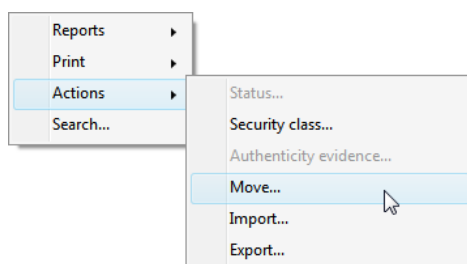 Reports
Print
Actions
Search...
Status...
Security class...
Authenticity evidence...
Move...
Import...
Export...